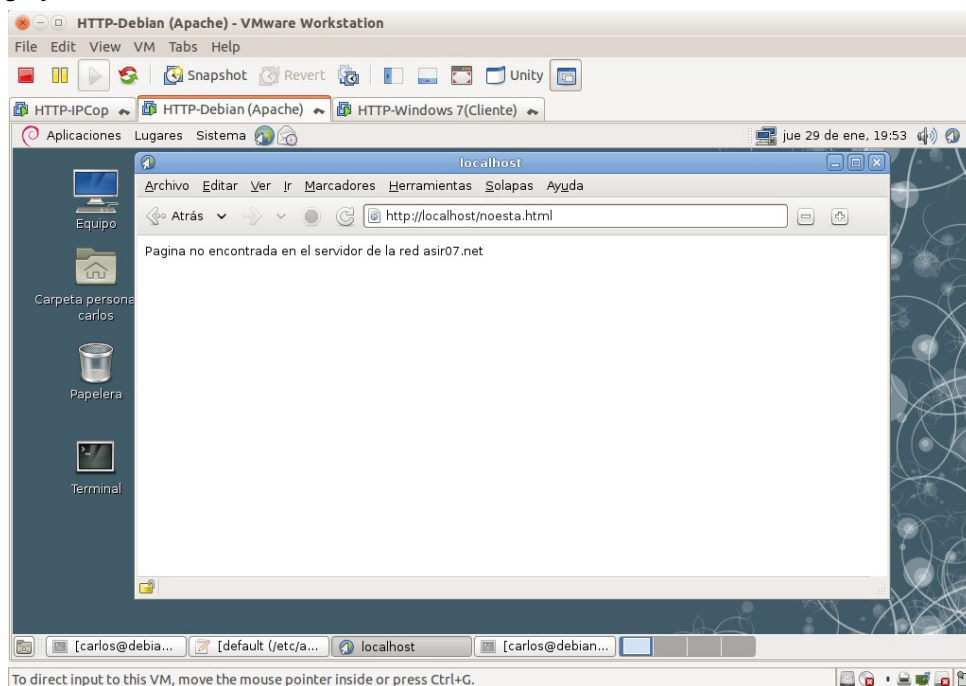 HTTP-Debian (Apache) - VMware Workstation
File Edit View VM Tabs Help
Snapshot Revert Unity
HTTP-IPCop HTTP-Debian (Apache) HTTP-Windows 7(Cliente)
Aplicaciones Lugares Sistema jue 29 de ene, 19:53
localhost
Archivo Editar Ver Ir Marcadores Herramientas Solapas Ayuda
Atrás http://localhost/noesta.html
Pagina no encontrada en el servidor de la red asir07.net
Equipo
Carpeta persona
carlos
Papelera
Terminal
[carlos@debia... [default (/etc/a... localhost [carlos@debian...
To direct input to this VM, move the mouse pointer inside or press Ctrl+G.